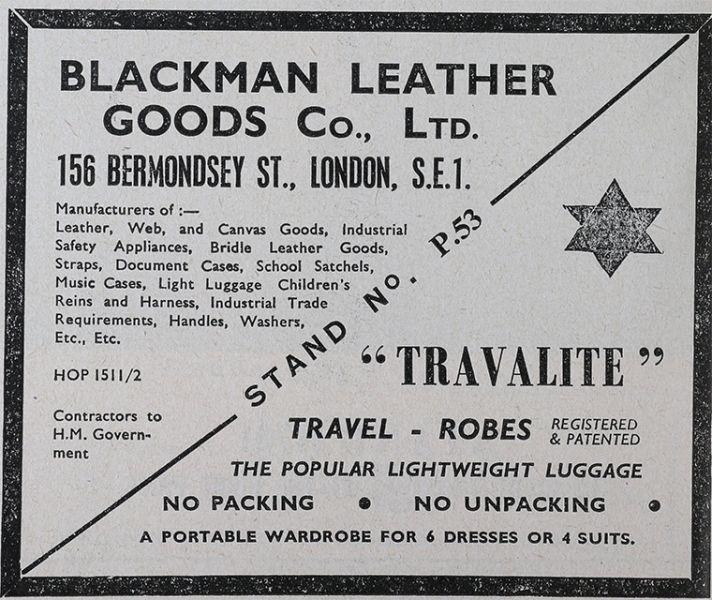 BLACKMAN LEATHER
GOODS Co., LTD.
156 BERMONDSEY ST., LONDON, S.E.1.
Manufacturers of :—
Leather, Web, and Canvas Goods, Industrial
Safety Appliances, Bridle Leather Goods,
Straps, Document Cases, School Satchels,
Music Cases, Light Luggage Children's
Reins and Harness, Industrial Trade
Requirements, Handles, Washers,
Etc., Etc.
HOP 1511/2
Contractors to
H.M. Govern-
ment
STAND No. P.53
“TRAVALITE”
TRAVEL - ROBES REGISTERED
& PATENTED
THE POPULAR LIGHTWEIGHT LUGGAGE
NO PACKING • NO UNPACKING •
A PORTABLE WARDROBE FOR 6 DRESSES OR 4 SUITS.